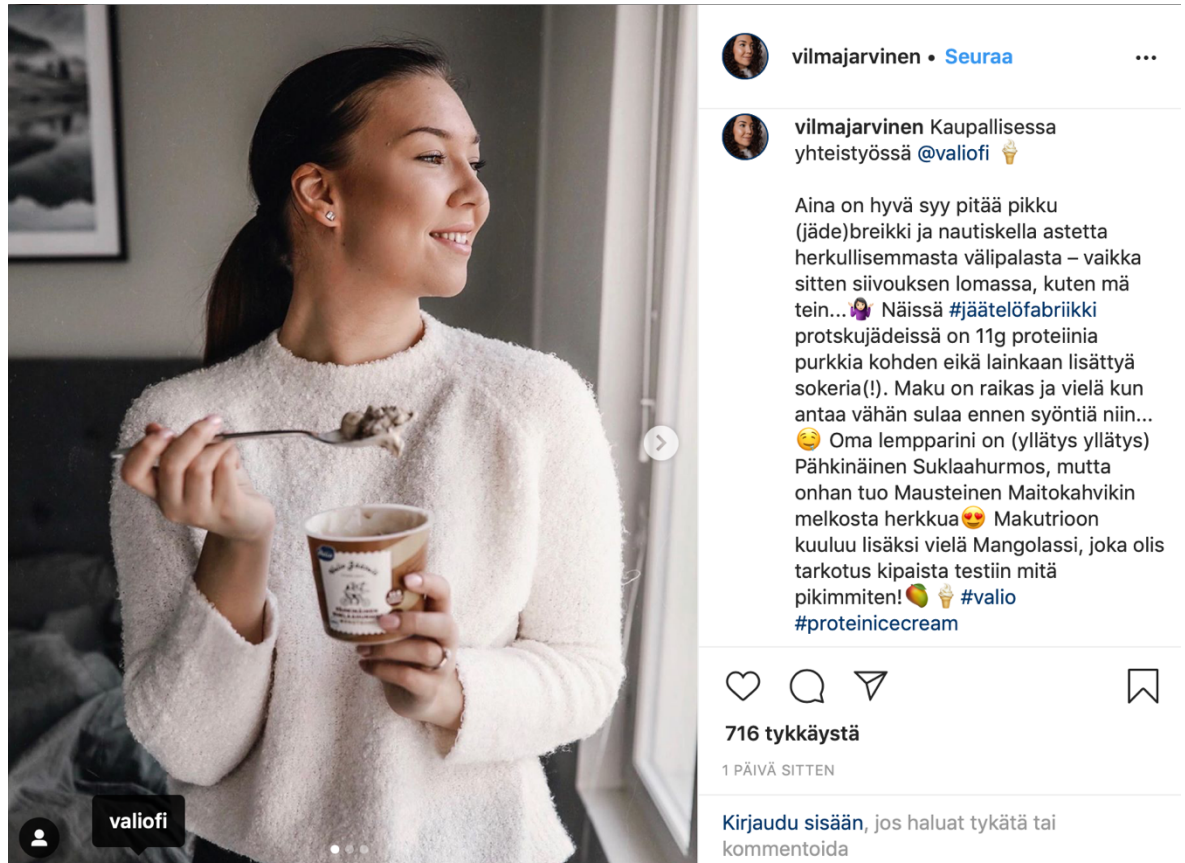 vilmajarvinen • Seuraa
vilmajarvinen Kaupallisessa
yhteistyössä @valiofi
Aina on hyvä syy pitää pikku
(jäde)breikki ja nautiskella astetta
herkullisemmasta välipalasta – vaikka
sitten siivouksen lomassa, kuten mä
tein... Näissä #jäätelöfabriikki
protskujädeissä on 11g proteiinia
purkkia kohden eikä lainkaan lisättyä
sokeria(!). Maku on raikas ja vielä kun
antaa vähän sulaa ennen syöntiä niin...
Oma lempparini on (yllätys yllätys)
Pähkinäinen Suklaahurmos, mutta
onhan tuo Mausteinen Maitokahvikin
melkosta herkkua Makutrioon
kuuluu lisäksi vielä Mangolassi, joka olis
tarkotus kipaista testiin mitä
pikimmiten! #valio
#proteinicecream
716 tykkäystä
1 PÄIVÄ SITTEN
Kirjaudu sisään, jos haluat tykätä tai
kommentoida
valiofi